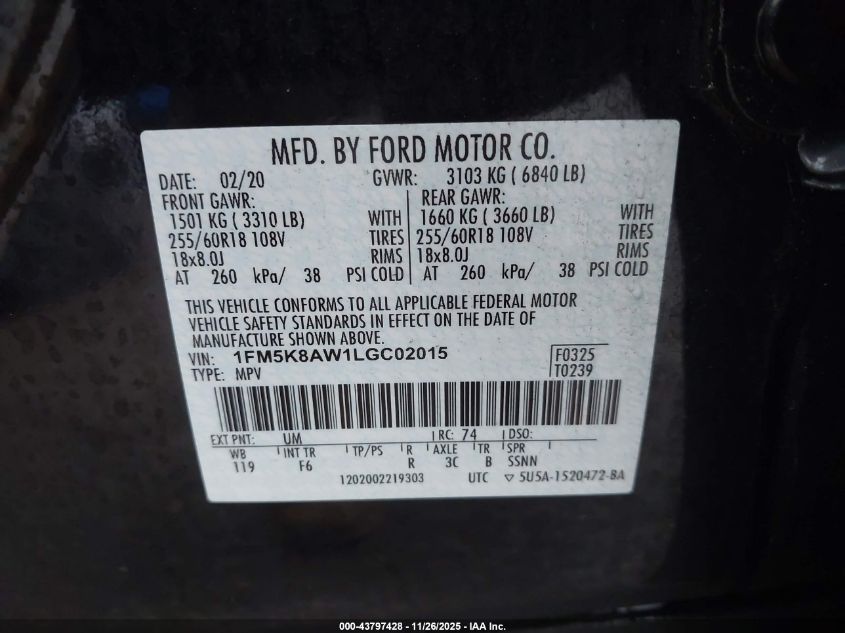 MFD. BY FORD MOTOR CO.
DATE: 02/20 GVWR: 3103 KG ( 6840 LB)
FRONT GAWR: REAR GAWR:
1501 KG ( 3310 LB) WITH 1660 KG ( 3660 LB) WITH
255/60R18 108V TIRES 255/60R18 108V TIRES
18x8.0J RIMS 18x8.0J RIMS
AT 260 kPa/ 38 PSI COLD AT 260 kPa/ 38 PSI COLD
THIS VEHICLE CONFORMS TO ALL APPLICABLE FEDERAL MOTOR
VEHICLE SAFETY STANDARDS IN EFFECT ON THE DATE OF
MANUFACTURE SHOWN ABOVE.
VIN: 1FM5K8AW1LGC02015 F0325
TYPE: MPV T0239
EXT PNT: UM RC: 74 DSO:
WB INT TR TP/PS R AXLE TR SPR
119 F6 R 3C B SSNN
1202002219303 UTC ▽ 5U5A-1520472-BA
000-43797428 - 11/26/2025 - IAA Inc.